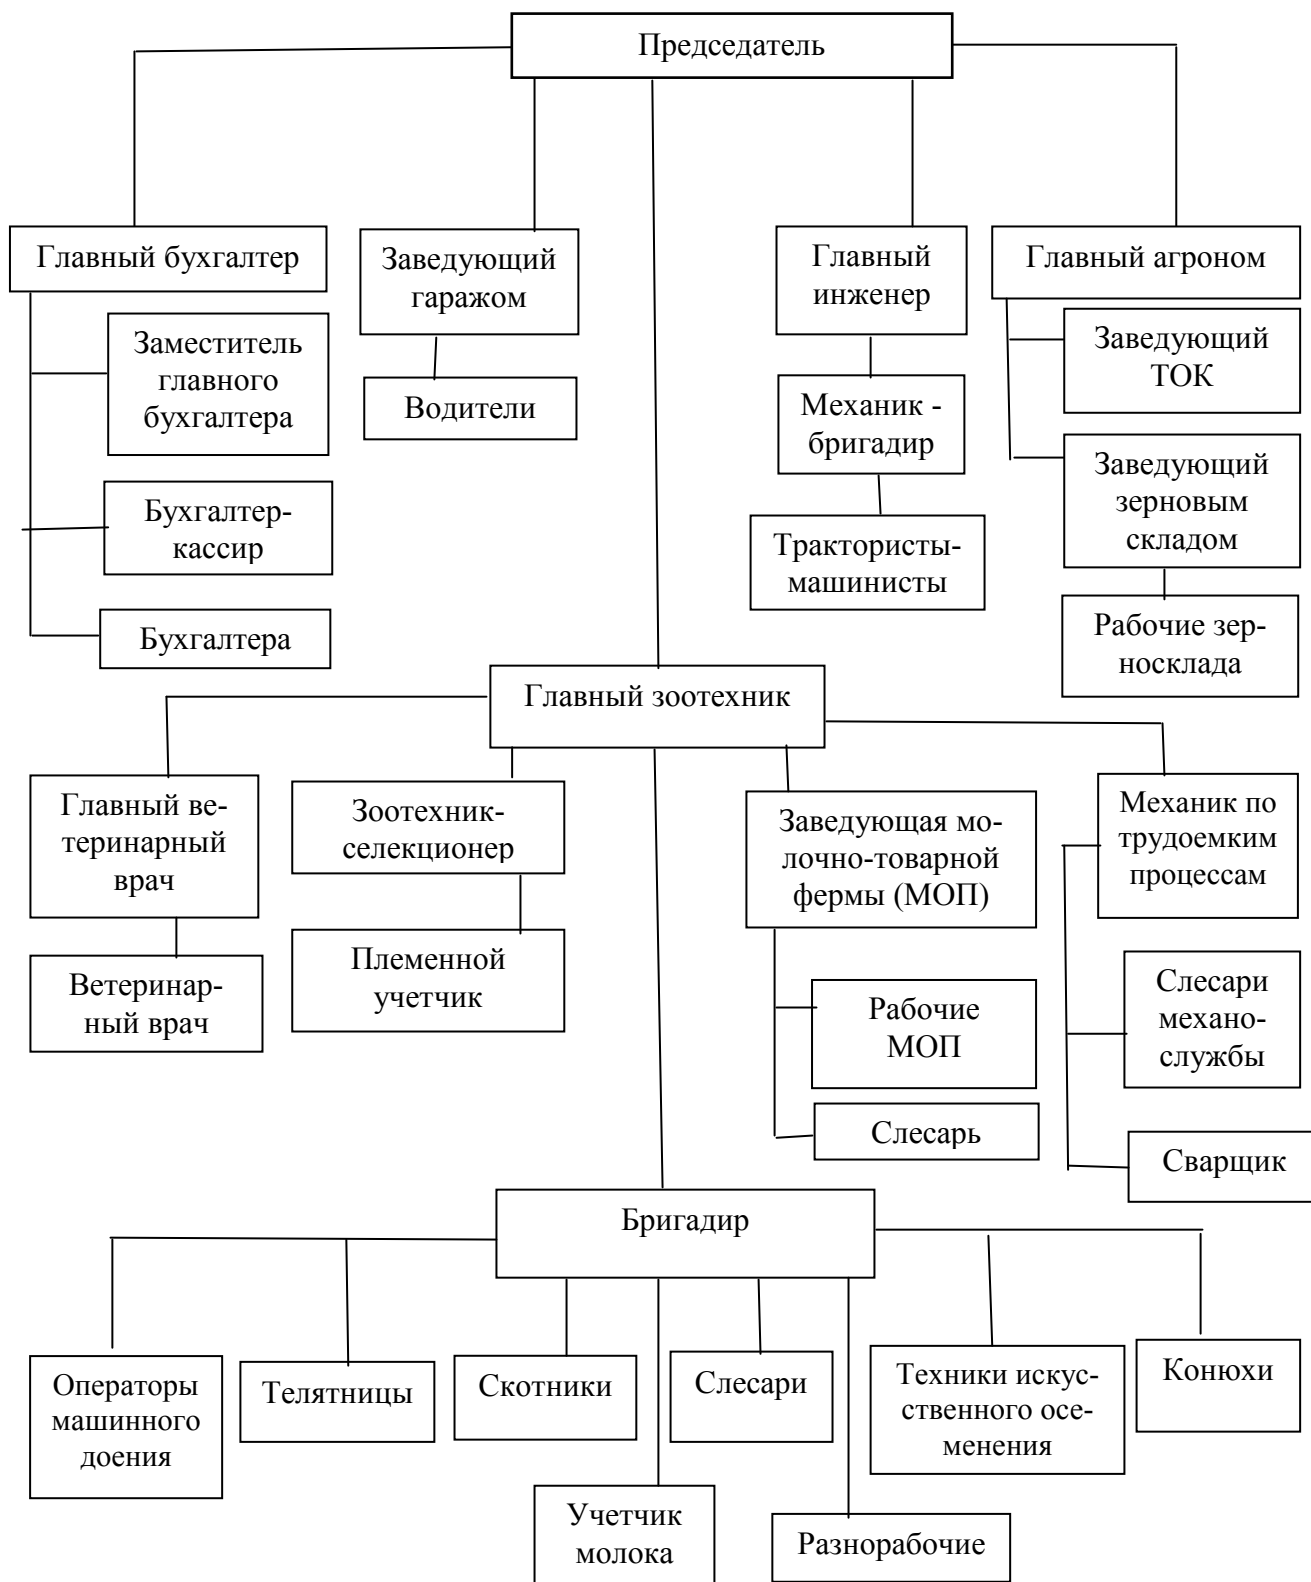 Председатель
Главный бухгалтер
Заместитель
главного
бухгалтера
Бухгалтер-
кассир
Бухгалтера
Заведующий
гаражом
Водители
Главный
инженер
Механик -
бригадир
Трактористы-
машинисты
Главный агроном
Заведующий
ТОК
Заведующий
зерновым
складом
Рабочие зер-
носклада
Главный зоотехник
Главный ве-
теринарный
врач
Ветеринар-
ный врач
Зоотехник-
селекционер
Племенной
учетчик
Заведующая мо-
лочно-товарной
фермы (МОП)
Рабочие
МОП
Слесарь
Механик по
трудоемким
процессам
Слесари
механо-
службы
Сварщик
Бригадир
Операторы
машинного
доения
Телятницы
Скотники
Учетчик
молока
Слесари
Разнорабочие
Техники искус-
ственного осе-
менения
Конюхи